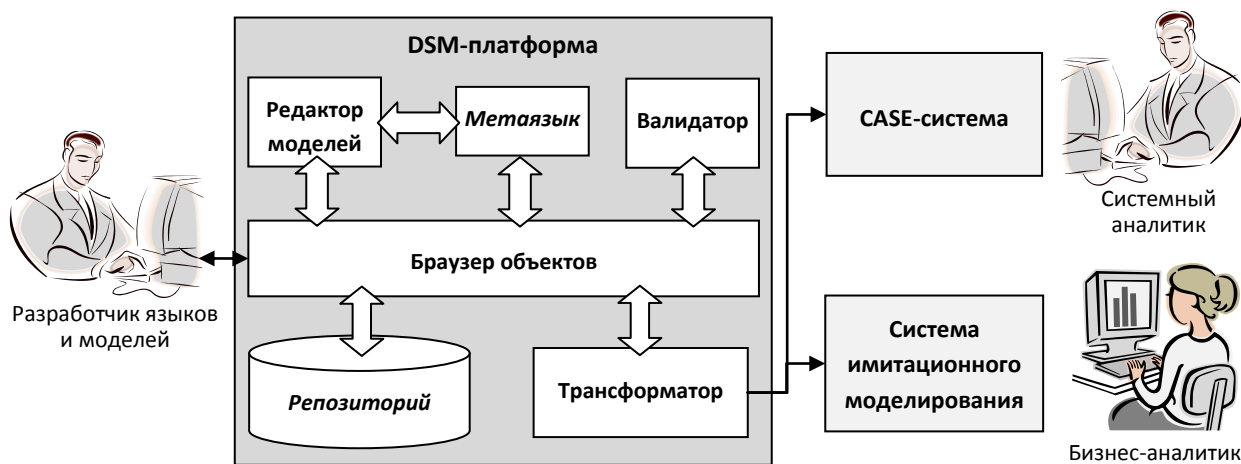 DSM-платформа
Редактор
моделей
Метаязык
Валидатор
Браузер объектов
Репозиторий
Трансформатор
Разработчик языков
и моделей
CASE-система
Системный
аналитик
Система
имитационного
моделирования
Бизнес-аналитик